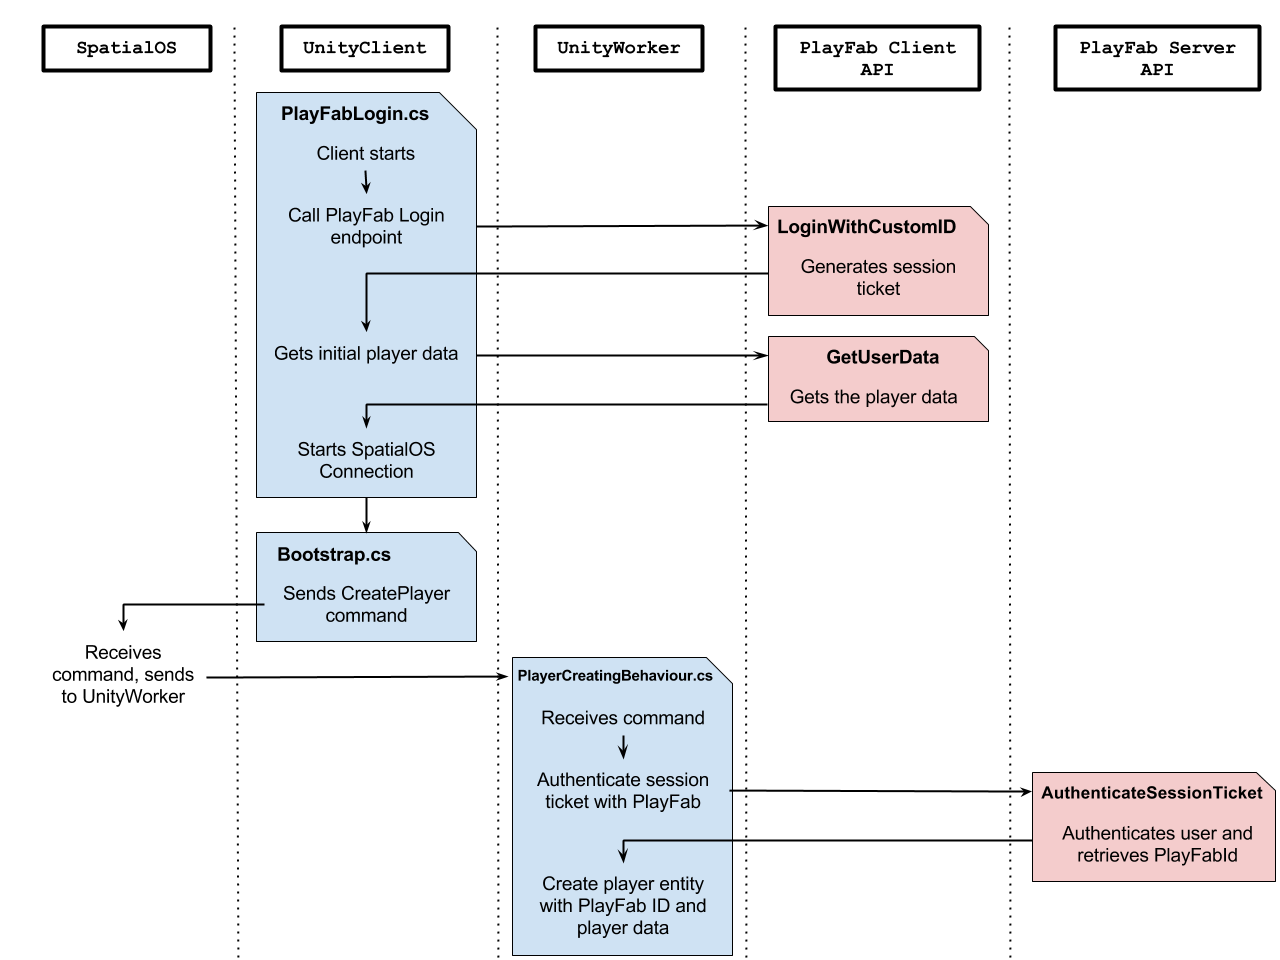 SpatialOS
UnityClient
UnityWorker
PlayFab Client
API
PlayFab Server
API
PlayFabLogin.cs
Client starts
Call PlayFab Login
endpoint
LoginWithCustomID
Generates session
ticket
Gets initial player data
GetUserData
Gets the player data
Starts SpatialOS
Connection
Bootstrap.cs
Sends CreatePlayer
command
Receives
command, sends
to UnityWorker
PlayerCreatingBehaviour.cs
Receives command
Authenticate session
ticket with PlayFab
AuthenticateSessionTicket
Authenticates user and
retrieves PlayFabId
Create player entity
with PlayFab ID and
player data